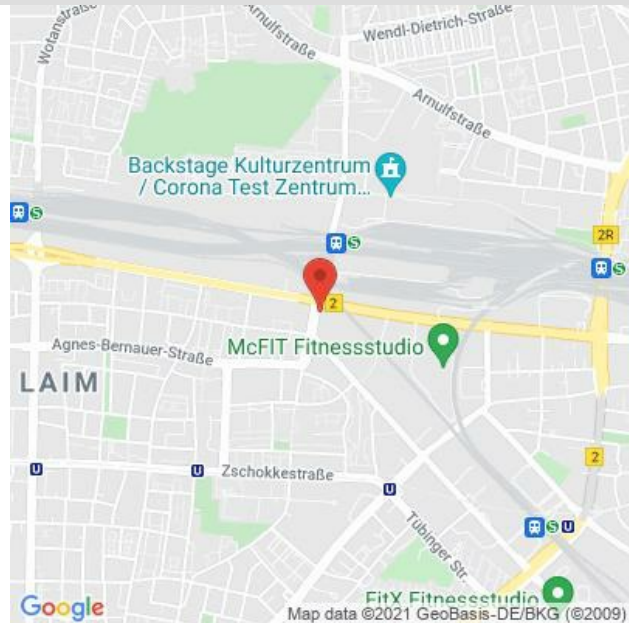 Wotanstraße
Wendl-Dietrich-Straße
Arnulfstraße
Arnulfstraße
Backstage Kulturzentrum
/ Corona Test Zentrum...
S
S
2R
S
2
Agnes-Bernauer-Straße
McFIT Fitnessstudio
LAIM
2
U
U
Zschokkestraße
U
Tübinger Str.
S
U
FitX Fitnessstudio
Google
Map data ©2021 GeoBasis-DE/BKG (©2009)